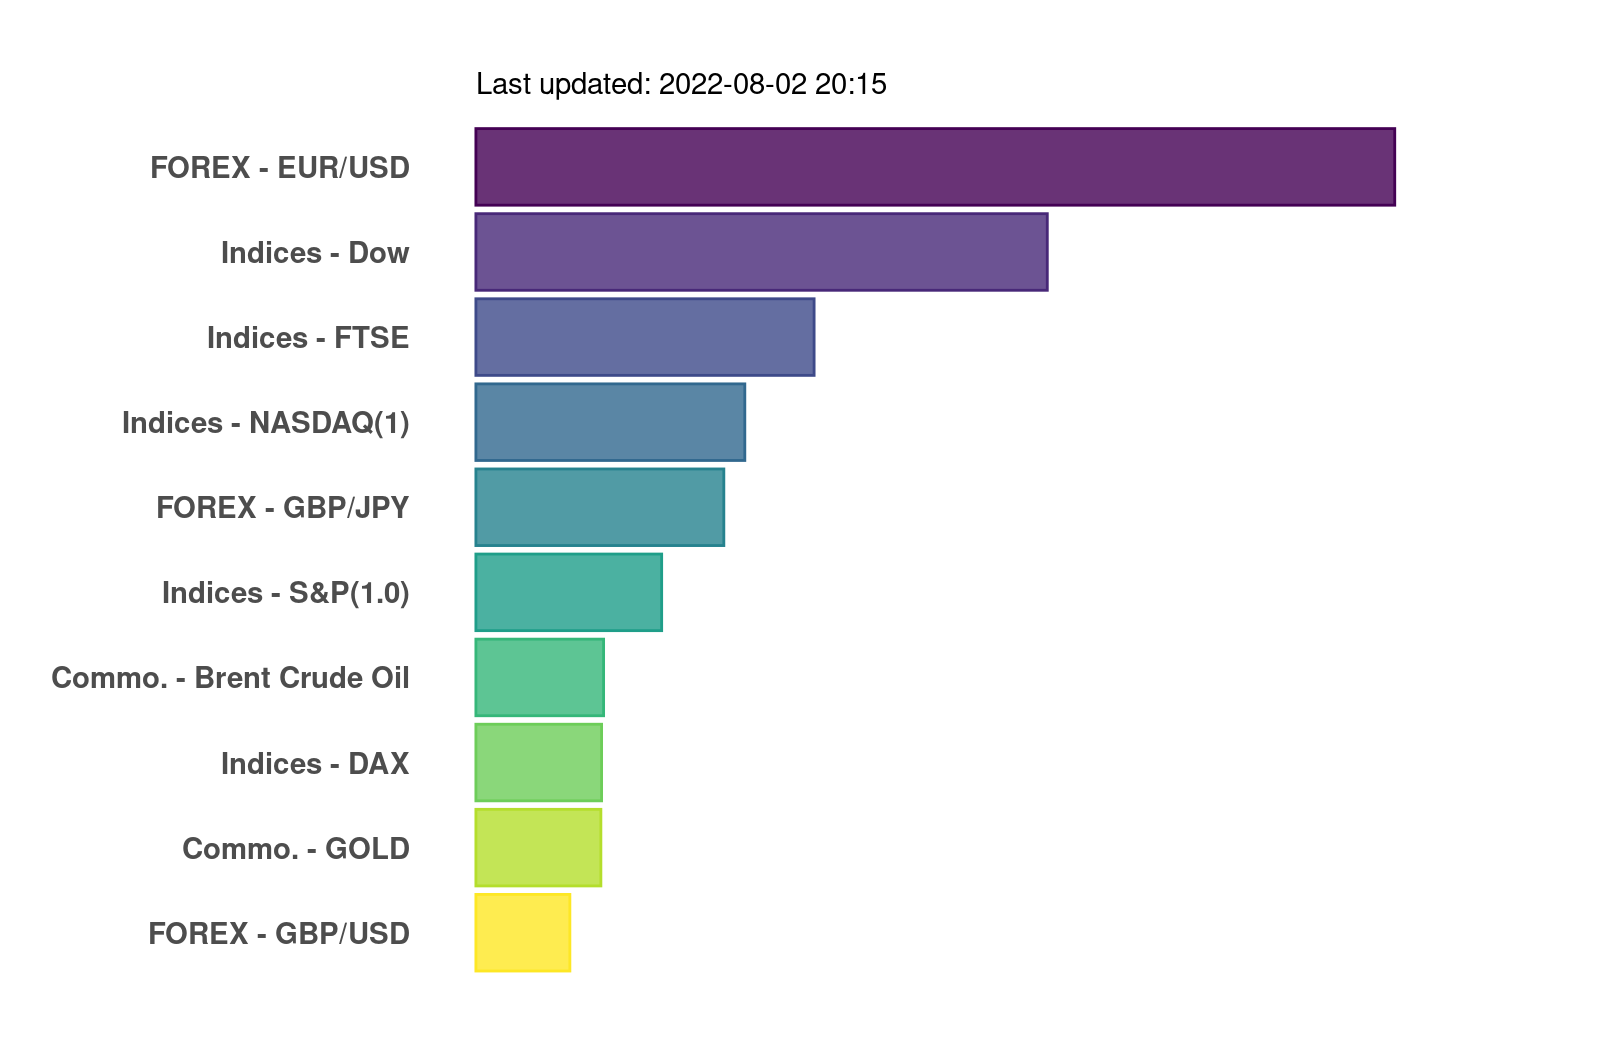 Last updated: 2022-08-02 20:15
FOREX - EUR/USD
Indices - Dow
Indices - FTSE
Indices - NASDAQ(1)
FOREX - GBP/JPY
Indices - S&P(1.0)
Commo. - Brent Crude Oil
Indices - DAX
Commo. - GOLD
FOREX - GBP/USD